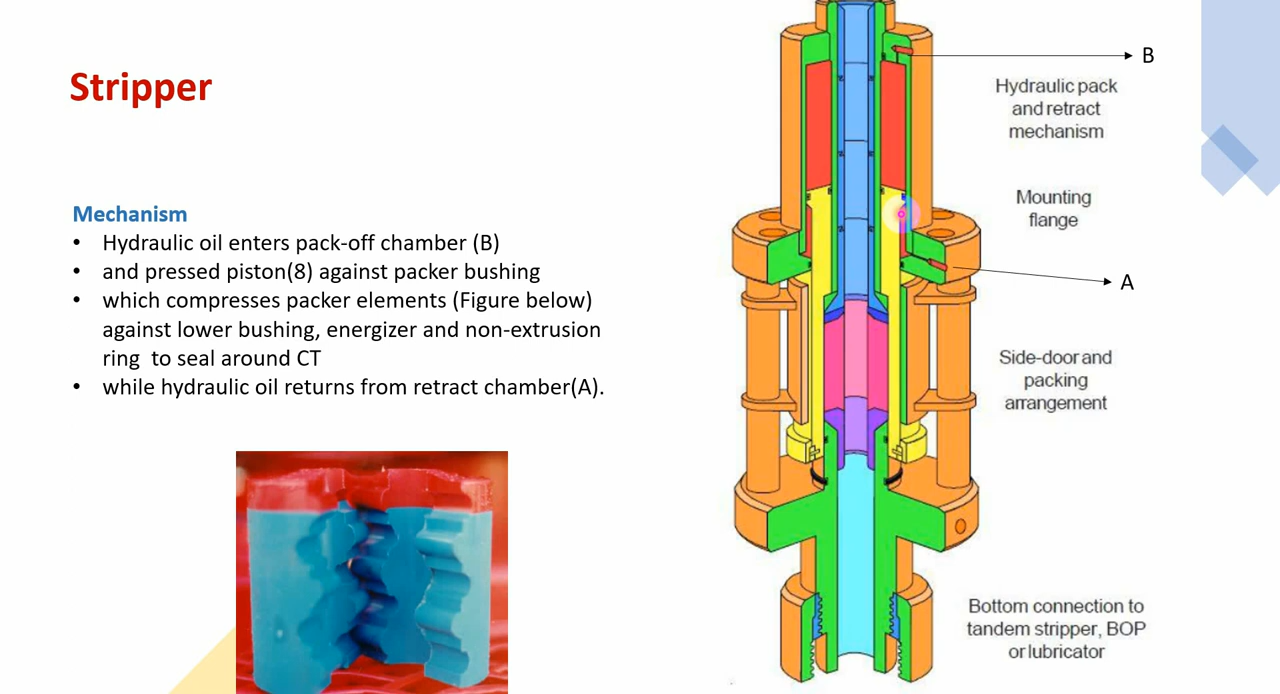 Stripper
Mechanism
• Hydraulic oil enters pack-off chamber (B)
• and pressed piston(8) against packer bushing
• which compresses packer elements (Figure below)
against lower bushing, energizer and non-extrusion
ring to seal around CT
• while hydraulic oil returns from retract chamber(A).
B
Hydraulic pack
and retract
mechanism
Mounting
flange
A
Side-door and
packing
arrangement
Bottom connection to
tandem stripper, BOP
or lubricator